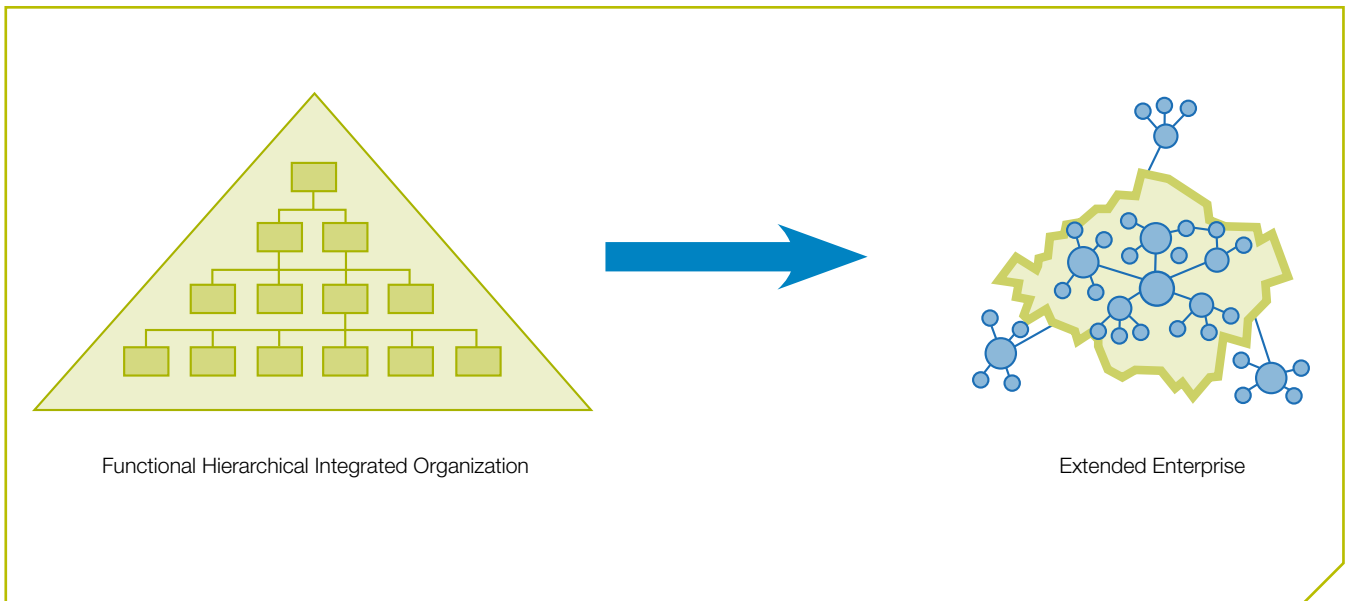 Functional Hierarchical Integrated Organization
Extended Enterprise